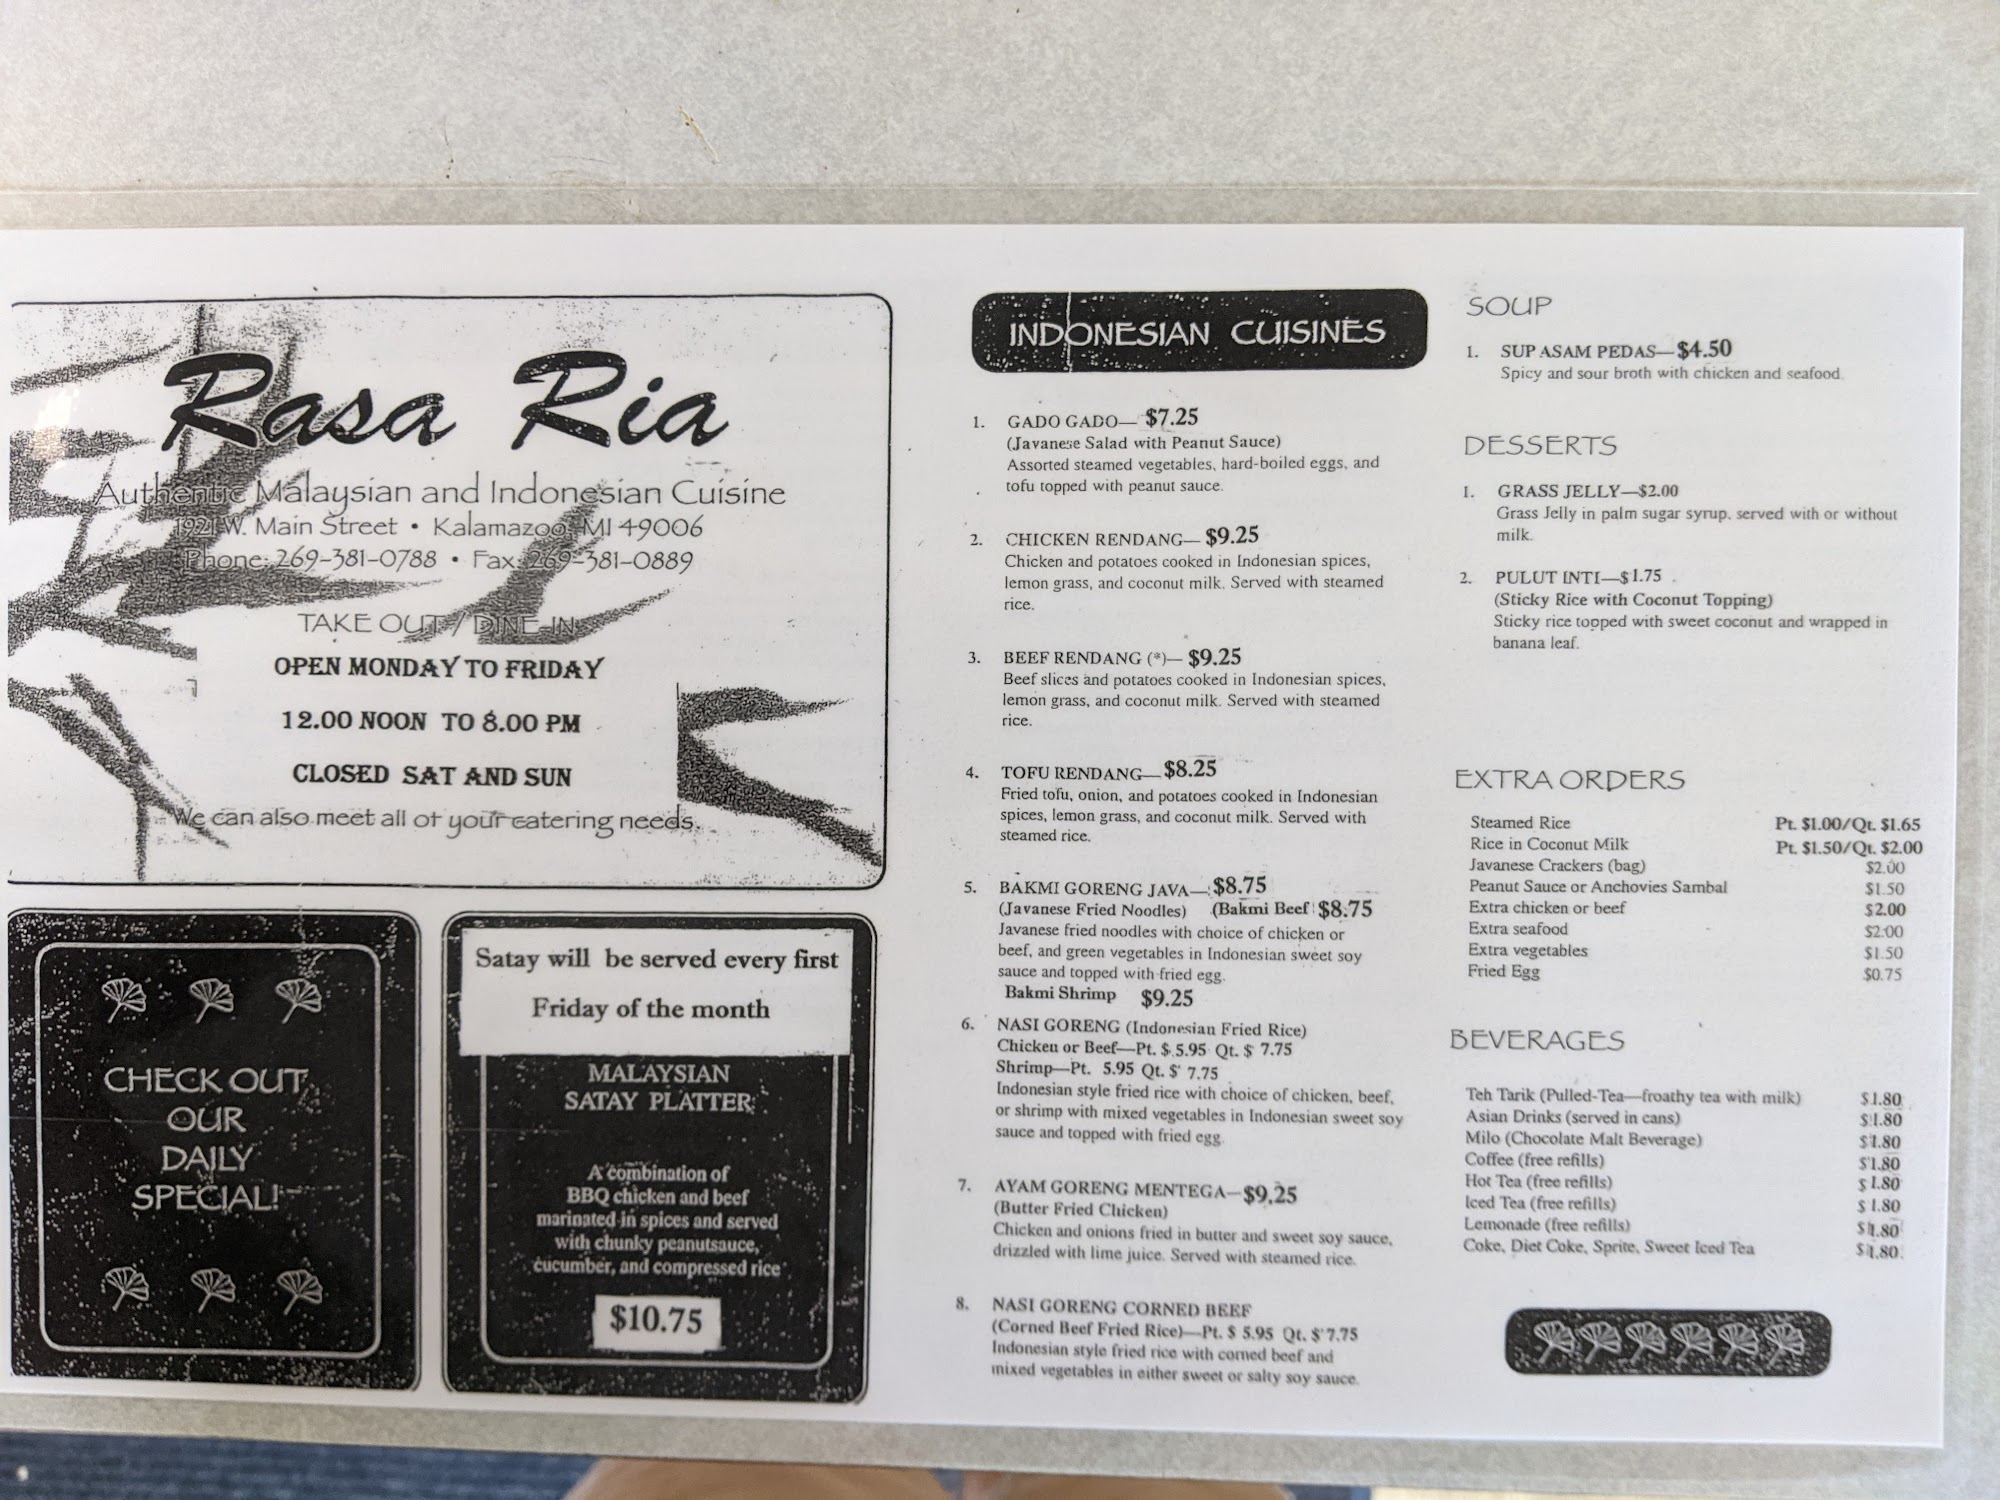 Rasa Ria
Authentic Malaysian and Indonesian Cuisine
1921 W. Main Street • Kalamazoo, MI 49006
Phone: 269-381-0788 • Fax: 269-381-0889
TAKE OUT / DINE-IN
OPEN MONDAY TO FRIDAY
12.00 NOON TO 8.00 PM
CLOSED SAT AND SUN
We can also meet all of your catering needs.
CHECK OUT
OUR
DAILY
SPECIAL!
Satay will be served every first
Friday of the month
MALAYSIAN
SATAY PLATTER
A combination of
BBQ chicken and beef
marinated in spices and served
with chunky peanutsauce,
cucumber, and compressed rice
$10.75
INDONESIAN CUISINES
1. GADO GADO— $7.25
(Javanese Salad with Peanut Sauce)
Assorted steamed vegetables, hard-boiled eggs, and
tofu topped with peanut sauce.
2. CHICKEN RENDANG— $9.25
Chicken and potatoes cooked in Indonesian spices,
lemon grass, and coconut milk. Served with steamed
rice.
3. BEEF RENDANG (*)— $9.25
Beef slices and potatoes cooked in Indonesian spices,
lemon grass, and coconut milk. Served with steamed
rice.
4. TOFU RENDANG— $8.25
Fried tofu, onion, and potatoes cooked in Indonesian
spices, lemon grass, and coconut milk. Served with
steamed rice.
5. BAKMI GORENG JAVA— $8.75
(Javanese Fried Noodles) (Bakmi Beef $8.75
Javanese fried noodles with choice of chicken or
beef, and green vegetables in Indonesian sweet soy
sauce and topped with fried egg.
Bakmi Shrimp $9.25
6. NASI GORENG (Indonesian Fried Rice)
Chicken or Beef—Pt. $ 5.95 Qt. $ 7.75
Shrimp—Pt. 5.95 Qt. $ 7.75
Indonesian style fried rice with choice of chicken, beef,
or shrimp with mixed vegetables in Indonesian sweet soy
sauce and topped with fried egg.
7. AYAM GORENG MENTEGA— $9.25
(Butter Fried Chicken)
Chicken and onions fried in butter and sweet soy sauce,
drizzled with lime juice. Served with steamed rice.
8. NASI GORENG CORNED BEEF
(Corned Beef Fried Rice)—Pt. $ 5.95 Qt. $ 7.75
Indonesian style fried rice with corned beef and
mixed vegetables in either sweet or salty soy sauce.
SOUP
1. SUP ASAM PEDAS— $4.50
Spicy and sour broth with chicken and seafood.
DESSERTS
1. GRASS JELLY—$2.00
Grass Jelly in palm sugar syrup, served with or without
milk.
2. PULUT INTI—$1.75
(Sticky Rice with Coconut Topping)
Sticky rice topped with sweet coconut and wrapped in
banana leaf.
EXTRA ORDERS
Steamed Rice Pt. $1.00/Qt. $1.65
Rice in Coconut Milk Pt. $1.50/Qt. $2.00
Javanese Crackers (bag) $2.00
Peanut Sauce or Anchovies Sambal $1.50
Extra chicken or beef $2.00
Extra seafood $2.00
Extra vegetables $1.50
Fried Egg $0.75
BEVERAGES
Teh Tarik (Pulled-Tea—froathy tea with milk) $1.80
Asian Drinks (served in cans) $1.80
Milo (Chocolate Malt Beverage) $1.80
Coffee (free refills) $1.80
Hot Tea (free refills) $1.80
Iced Tea (free refills) $ 1.80
Lemonade (free refills) $1.80
Coke, Diet Coke, Sprite, Sweet Iced Tea $1.80